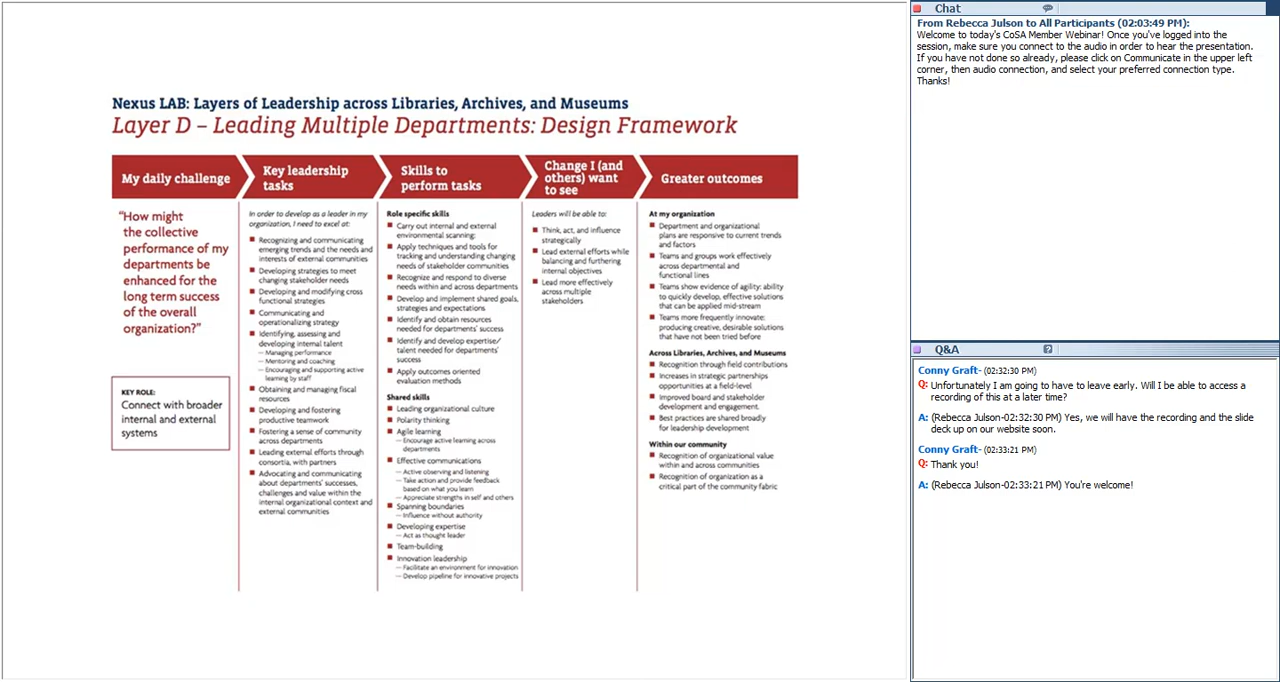 Nexus LAB: Layers of Leadership across Libraries, Archives, and Museums
Layer D – Leading Multiple Departments: Design Framework
My daily challenge
Key leadership
tasks
Skills to
perform tasks
Change I (and
others) want
to see
Greater outcomes
“How might
the collective
performance of my
departments be
enhanced for the
long term success
of the overall
organization?”
KEY ROLE:
Connect with broader
internal and external
systems
In order to develop as a leader in my
organization, I need to excel at:
Recognizing and communicating
emerging trends and the needs and
interests of external communities
Developing strategies to meet
changing stakeholder needs
Developing and modifying cross
functional strategies
Communicating and
operationalizing strategy
Identifying, assessing and
developing internal talent
— Managing performance
— Mentoring and coaching
— Encouraging and supporting active
learning by staff
Obtaining and managing fiscal
resources
Developing and fostering
productive teamwork
Fostering a sense of community
across departments
Leading external efforts through
consortia, with partners
Advocating and communicating
about departments’ successes,
challenges and value within the
internal organizational context and
external communities
Role specific skills
Carry out internal and external
environmental scanning:
Apply techniques and tools for
tracking and understanding changing
needs of stakeholder communities
Recognize and respond to diverse
needs within and across departments
Develop and implement shared goals,
strategies and expectations
Identify and obtain resources
needed for departments’ success
Identify and develop expertise/
talent needed for departments’
success
Apply outcomes oriented
evaluation methods
Shared skills
Leading organizational culture
Polarity thinking
Agile learning
— Encourage active learning across
departments
Effective communications
— Active observing and listening
— Take action and provide feedback
based on what you learn
— Appreciate strengths in self and others
Spanning boundaries
— Influence without authority
Developing expertise
— Act as thought leader
Team-building
Innovation leadership
— Facilitate an environment for innovation
— Develop pipeline for innovative projects
Leaders will be able to:
Think, act, and influence
strategically
Lead external efforts while
balancing and furthering
internal objectives
Lead more effectively
across multiple
stakeholders
At my organization
Department and organizational
plans are responsive to current trends
and factors
Teams and groups work effectively
across departmental and
functional lines
Teams show evidence of agility: ability
to quickly develop, effective solutions
that can be applied mid-stream
Teams more frequently innovate:
producing creative, desirable solutions
that have not been tried before
Across Libraries, Archives, and Museums
Recognition through field contributions
Increases in strategic partnerships
opportunities at a field-level
Improved board and stakeholder
development and engagement.
Best practices are shared broadly
for leadership development
Within our community
Recognition of organizational value
within and across communities
Recognition of organization as a
critical part of the community fabric
Chat
From Rebecca Julson to All Participants (02:03:49 PM):
Welcome to today's CoSA Member Webinar! Once you've logged into the
session, make sure you connect to the audio in order to hear the presentation.
If you have not done so already, please click on Communicate in the upper left
corner, then audio connection, and select your preferred connection type.
Thanks!
Q&A
Conny Graft- (02:32:30 PM)
Q: Unfortunately I am going to have to leave early. Will I be able to access a
recording of this at a later time?
A: (Rebecca Julson-02:32:30 PM) Yes, we will have the recording and the slide
deck up on our website soon.
Conny Graft- (02:33:21 PM)
Q: Thank you!
A: (Rebecca Julson-02:33:21 PM) You're welcome!